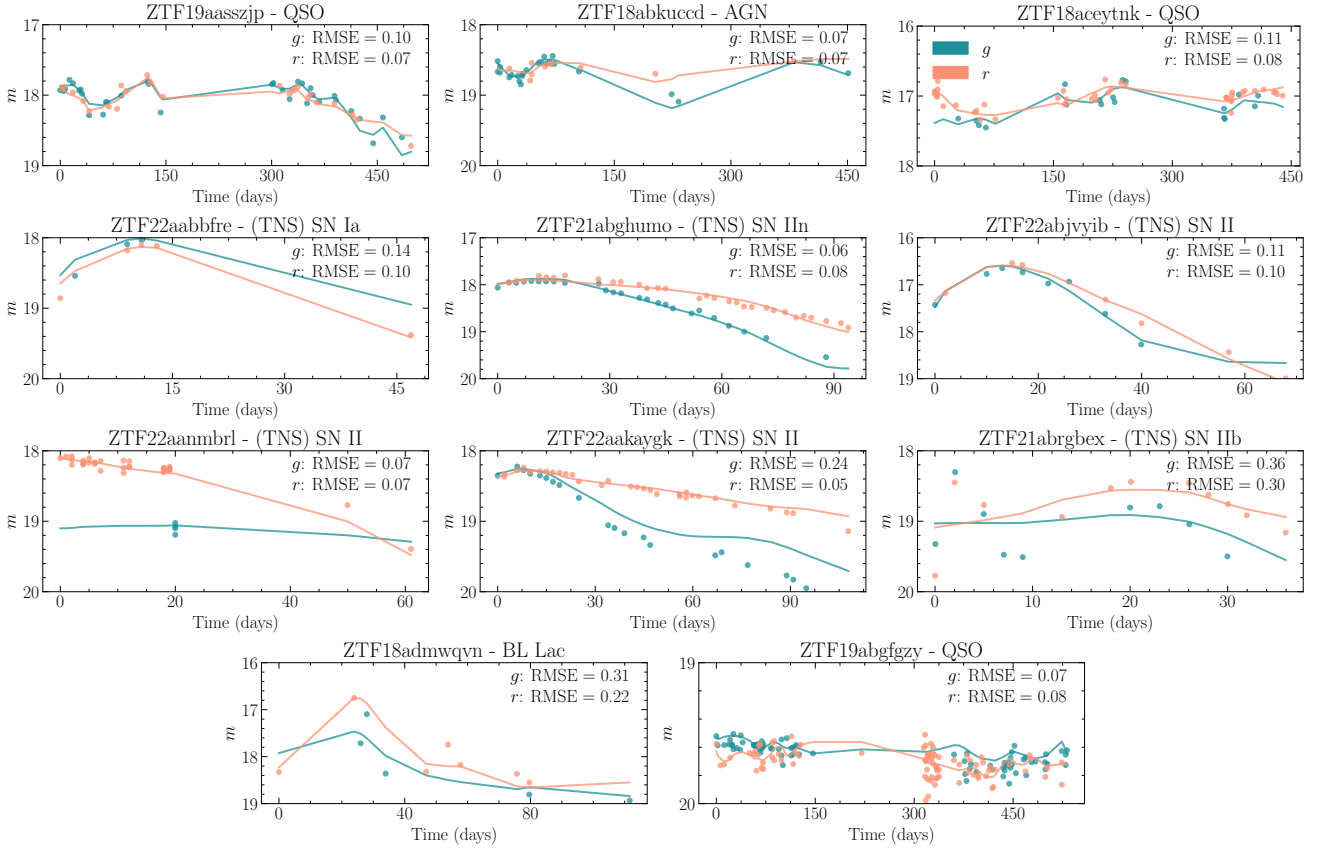 ZTF19aasszjp - QSO
g: RMSE = 0.10
r: RMSE = 0.07
17
18
19
m
0
150
300
450
Time (days)
ZTF18abkuccd - AGN
g: RMSE = 0.07
r: RMSE = 0.07
17
18
19
20
m
0
150
300
450
Time (days)
ZTF18aceytnk - QSO
g
r
g: RMSE = 0.11
r: RMSE = 0.08
16
17
18
m
0
150
300
450
Time (days)
ZTF22aabbfre - (TNS) SN Ia
g: RMSE = 0.14
r: RMSE = 0.10
18
19
20
m
0
15
30
45
Time (days)
ZTF21abghumo - (TNS) SN IIn
g: RMSE = 0.06
r: RMSE = 0.08
17
18
19
20
m
0
30
60
90
Time (days)
ZTF22abjvyib - (TNS) SN II
g: RMSE = 0.11
r: RMSE = 0.10
16
17
18
19
m
0
20
40
60
Time (days)
ZTF22aanmbrl - (TNS) SN II
g: RMSE = 0.07
r: RMSE = 0.07
18
19
20
m
0
20
40
60
Time (days)
ZTF22aakaygk - (TNS) SN II
g: RMSE = 0.24
r: RMSE = 0.05
18
19
20
m
0
30
60
90
Time (days)
ZTF21abrgbex - (TNS) SN IIb
g: RMSE = 0.36
r: RMSE = 0.30
18
19
20
m
0
10
20
30
Time (days)
ZTF18admwqvn - BL Lac
g: RMSE = 0.31
r: RMSE = 0.22
16
17
18
19
m
0
40
80
Time (days)
ZTF19abgfgzy - QSO
g: RMSE = 0.07
r: RMSE = 0.08
19
20
m
0
150
300
450
Time (days)